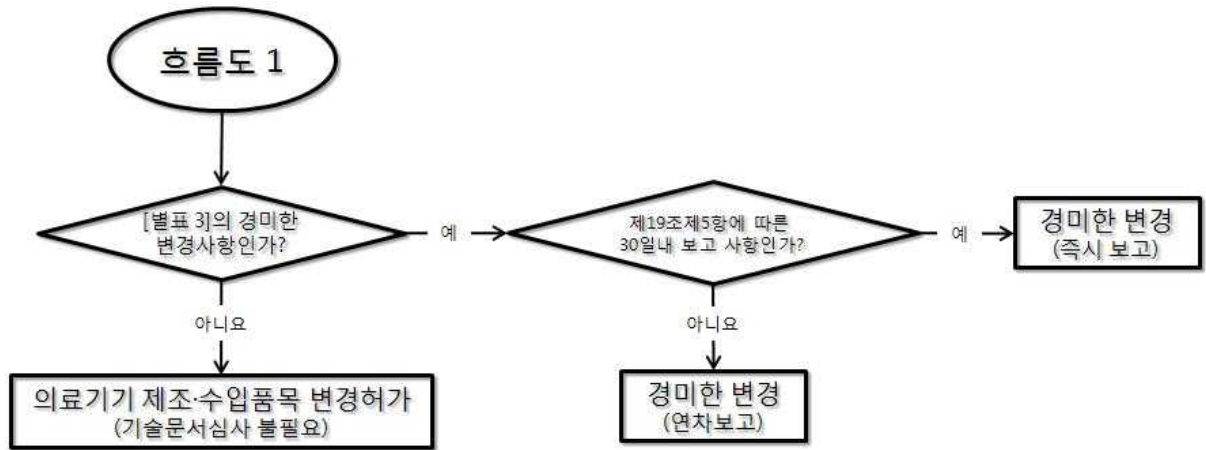 흐름도 1
[별표 3]의 경미한
변경사항인가?
예
제19조제5항에 따른
30일내 보고 사항인가?
예
경미한 변경
(즉시 보고)
아니요
아니요
의료기기 제조·수입품목 변경허가
(기술문서심사 불필요)
경미한 변경
(연차보고)